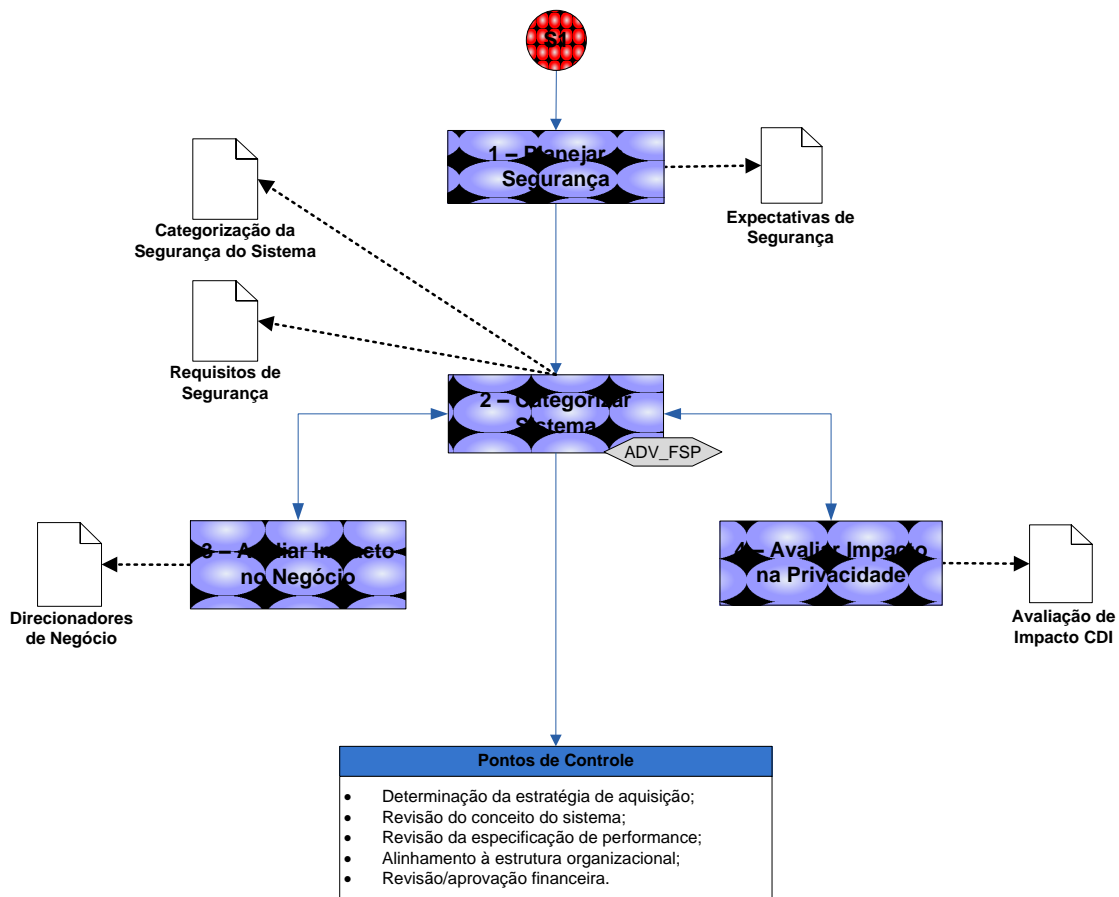 S1
1 – Planejar
Segurança
Expectativas de
Segurança
Categorização da
Segurança do Sistema
Requisitos de
Segurança
2 – Categorizar
Sistema
ADV_FSP
3 – Avaliar Impacto
no Negócio
Direcionadores
de Negócio
4 – Avaliar Impacto
na Privacidade
Avaliação de
Impacto CDI
Pontos de Controle
• Determinação da estratégia de aquisição;
• Revisão do conceito do sistema;
• Revisão da especificação de performance;
• Alinhamento à estrutura organizacional;
• Revisão/aprovação financeira.